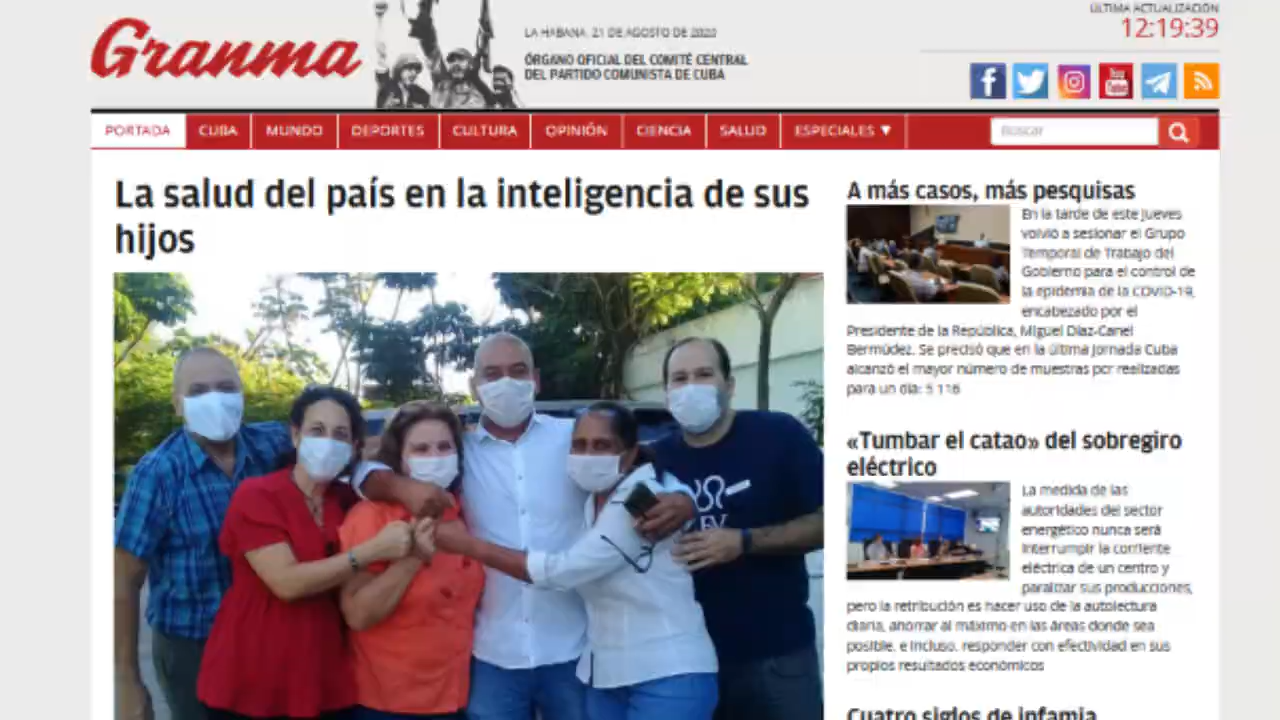 Granma
LA HABANA, 21 DE AGOSTO DE 2020
ÓRGANO OFICIAL DEL COMITÉ CENTRAL
DEL PARTIDO COMUNISTA DE CUBA
ÚLTIMA ACTUALIZACIÓN
12:19:39
You
Tube
PORTADA CUBA MUNDO DEPORTES CULTURA OPINIÓN CIENCIA SALUD ESPECIALES ▼
Buscar
La salud del país en la inteligencia de sus
hijos
A más casos, más pesquisas
En la tarde de este jueves
volvió a sesionar el Grupo
Temporal de Trabajo del
Gobierno para el control de
la epidemia de la COVID-19,
encabezado por el
Presidente de la República, Miguel Díaz-Canel
Bermúdez. Se precisó que en la última jornada Cuba
alcanzó el mayor número de muestras pcr realizadas
para un día: 5 116
«Tumbar el catao» del sobregiro
eléctrico
La medida de las
autoridades del sector
energético nunca será
interrumpir la corriente
eléctrica de un centro y
paralizar sus producciones,
pero la retribución es hacer uso de la autolectura
diaria, ahorrar al máximo en las áreas donde sea
posible, e incluso, responder con efectividad en sus
propios resultados económicos
Cuatro siglos de infamia